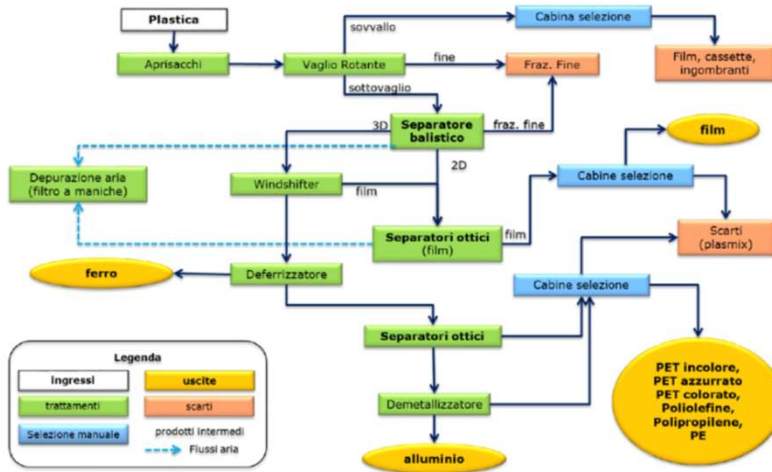 Plastica
sovvallo
Cabina selezione
Aprisacchi
Vaglio Rotante
fine
Fraz. Fine
Film, cassette,
ingombranti
sottovaglio
3D
Separatore
balistico
fraz. fine
film
2D
Depurazione aria
(filtro a maniche)
Windshifter
film
Cabine selezione
Separatori ottici
(film)
film
Scarti
(plasmix)
ferro
Deferrizzatore
Cabine selezione
Separatori ottici
Legenda
ingressi
uscite
trattamenti
scarti
Selezione manuale
prodotti intermedi
Flussi aria
Demetallizzatore
alluminio
PET incolore,
PET azzurrato
PET colorato,
Poliolefine,
Polipropilene,
PE